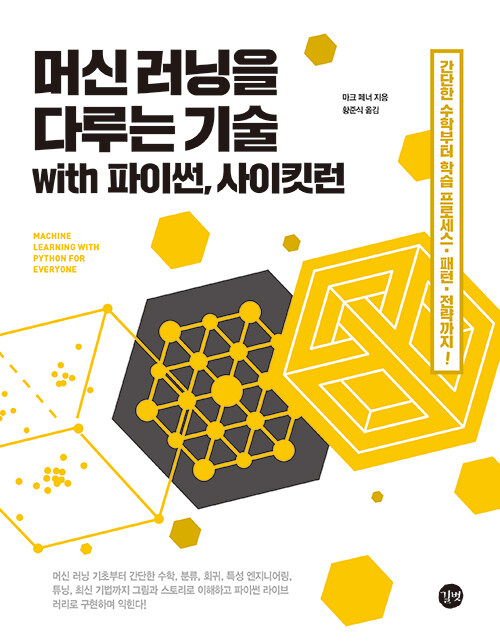 머신 러닝을
다루는 기술
with 파이썬, 사이킷런
마크 페너 지음
황준식 옮김
간단한 수학부터 학습 프로세스·패턴·전략까지!
MACHINE
LEARNING WITH
PYTHON FOR
EVERYONE
머신 러닝 기초부터 간단한 수학, 분류, 회귀, 특성 엔지니어링,
튜닝, 최신 기법까지 그림과 스토리로 이해하고 파이썬 라이브
러리로 구현하며 익힌다!
길벗